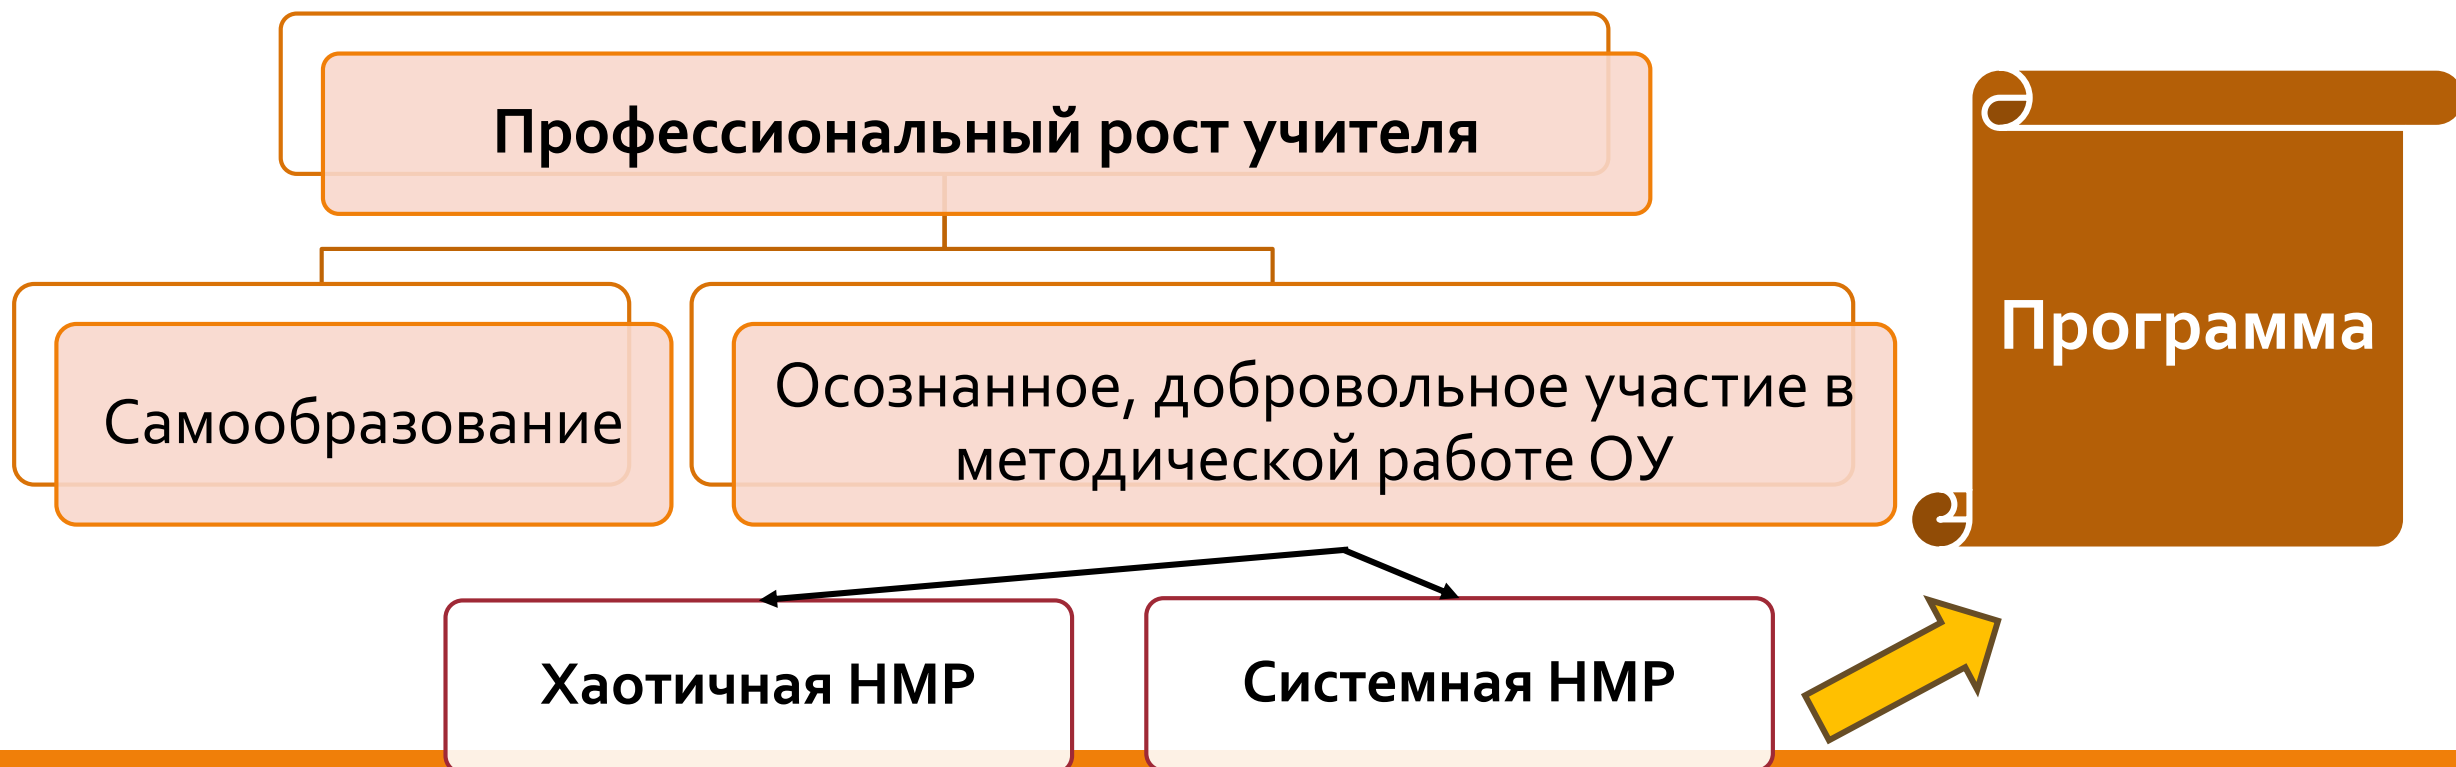 Профессиональный рост учителя
Самообразование
Осознанное, добровольное участие в
методической работе ОУ
Программа
Хаотичная НМР
Системная НМР